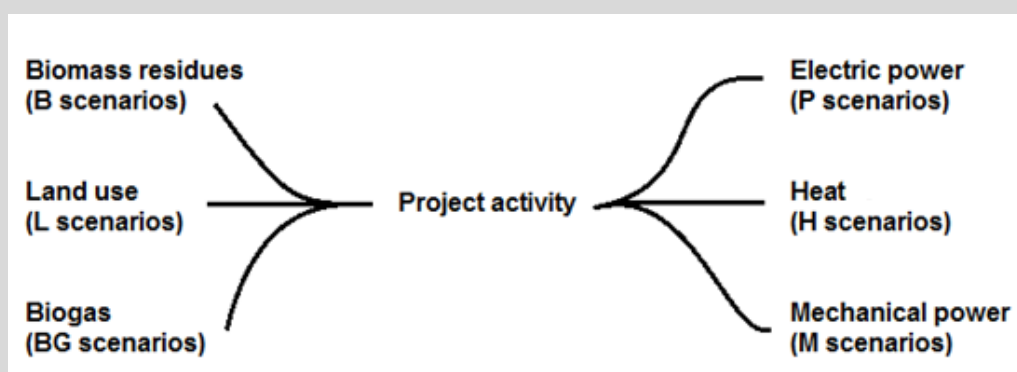 Biomass residues
(B scenarios)
Land use
(L scenarios)
Biogas
(BG scenarios)
Project activity
Electric power
(P scenarios)
Heat
(H scenarios)
Mechanical power
(M scenarios)